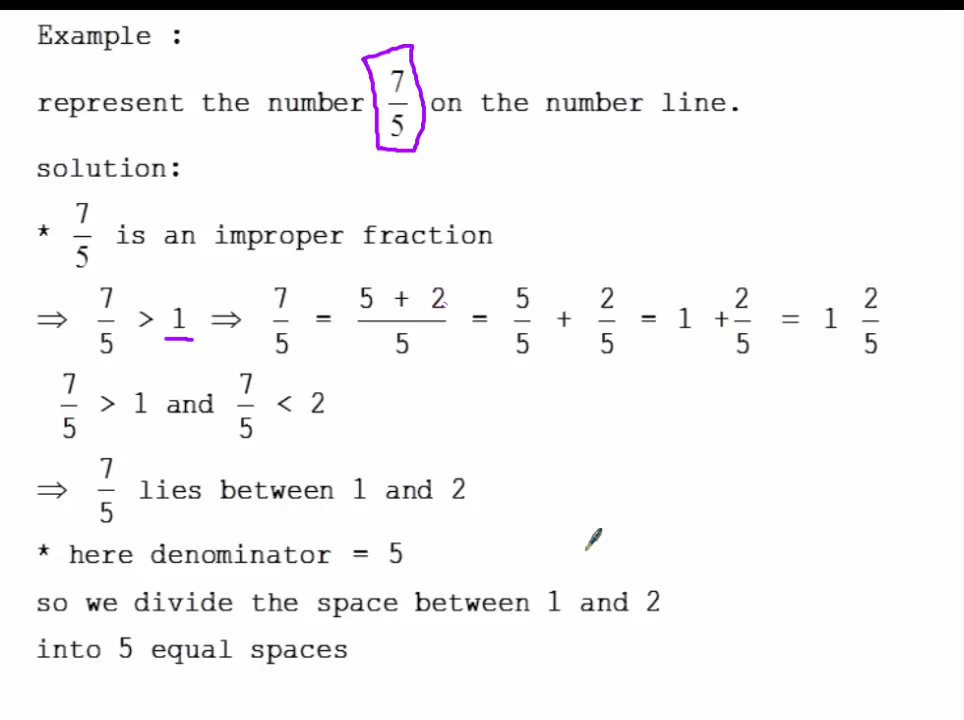 Example :
represent the number 7/5 on the number line.
solution:
* 7/5 is an improper fraction
⇒ 7/5 > 1 ⇒ 7/5 = (5 + 2)/5 = 5/5 + 2/5 = 1 + 2/5 = 1 2/5
7/5 > 1 and 7/5 < 2
⇒ 7/5 lies between 1 and 2
* here denominator = 5
so we divide the space between 1 and 2
into 5 equal spaces